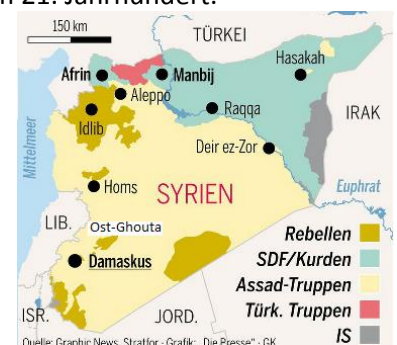 n 21. Jahrhundert.
150 km
TÜRKEI
Hasakah
Afrin
Manbij
Aleppo
Raqqa
IRAK
Idlib
Mittelmeer
Deir ez-Zor
Homs
SYRIEN
Euphrat
LIB.
Ost-Ghouta
Rebellen
SDF/Kurden
Damaskus
Assad-Truppen
Türk. Truppen
ISR.
JORD.
IS
Quelle: Graphic News, Stratfor · Grafik: „Die Presse" · GK